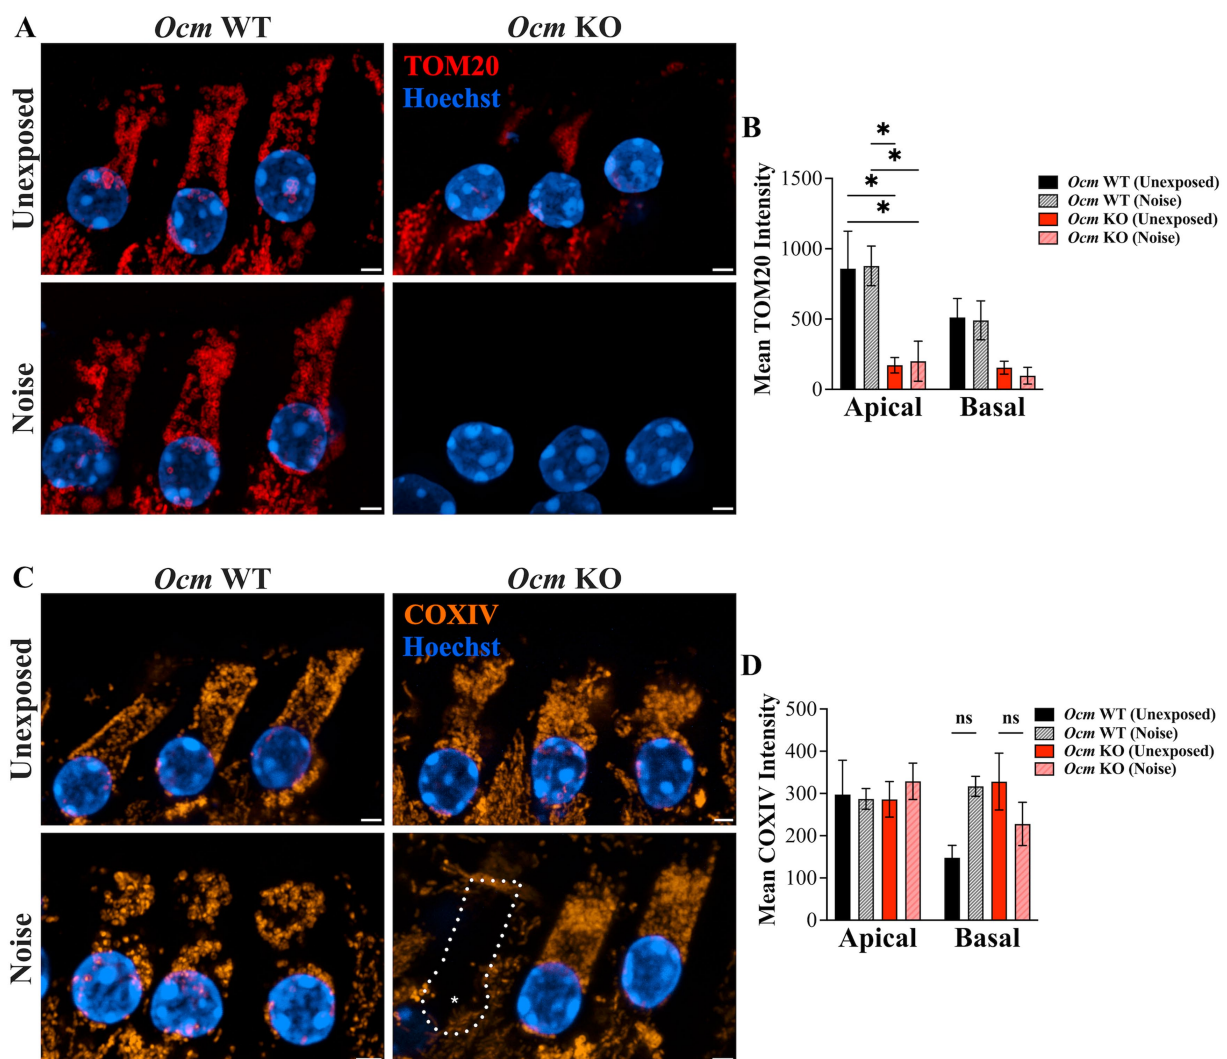 A
Ocm WT
Ocm KO
Unexposed
TOM20
Hoechst
Noise
B
Mean TOM20 Intensity
1500
1000
500
0
*
*
*
*
Apical
Basal
Ocm WT (Unexposed)
Ocm WT (Noise)
Ocm KO (Unexposed)
Ocm KO (Noise)
C
Ocm WT
Ocm KO
Unexposed
COXIV
Hoechst
Noise
*
D
Mean COXIV Intensity
500
400
300
200
100
0
ns
ns
Apical
Basal
Ocm WT (Unexposed)
Ocm WT (Noise)
Ocm KO (Unexposed)
Ocm KO (Noise)